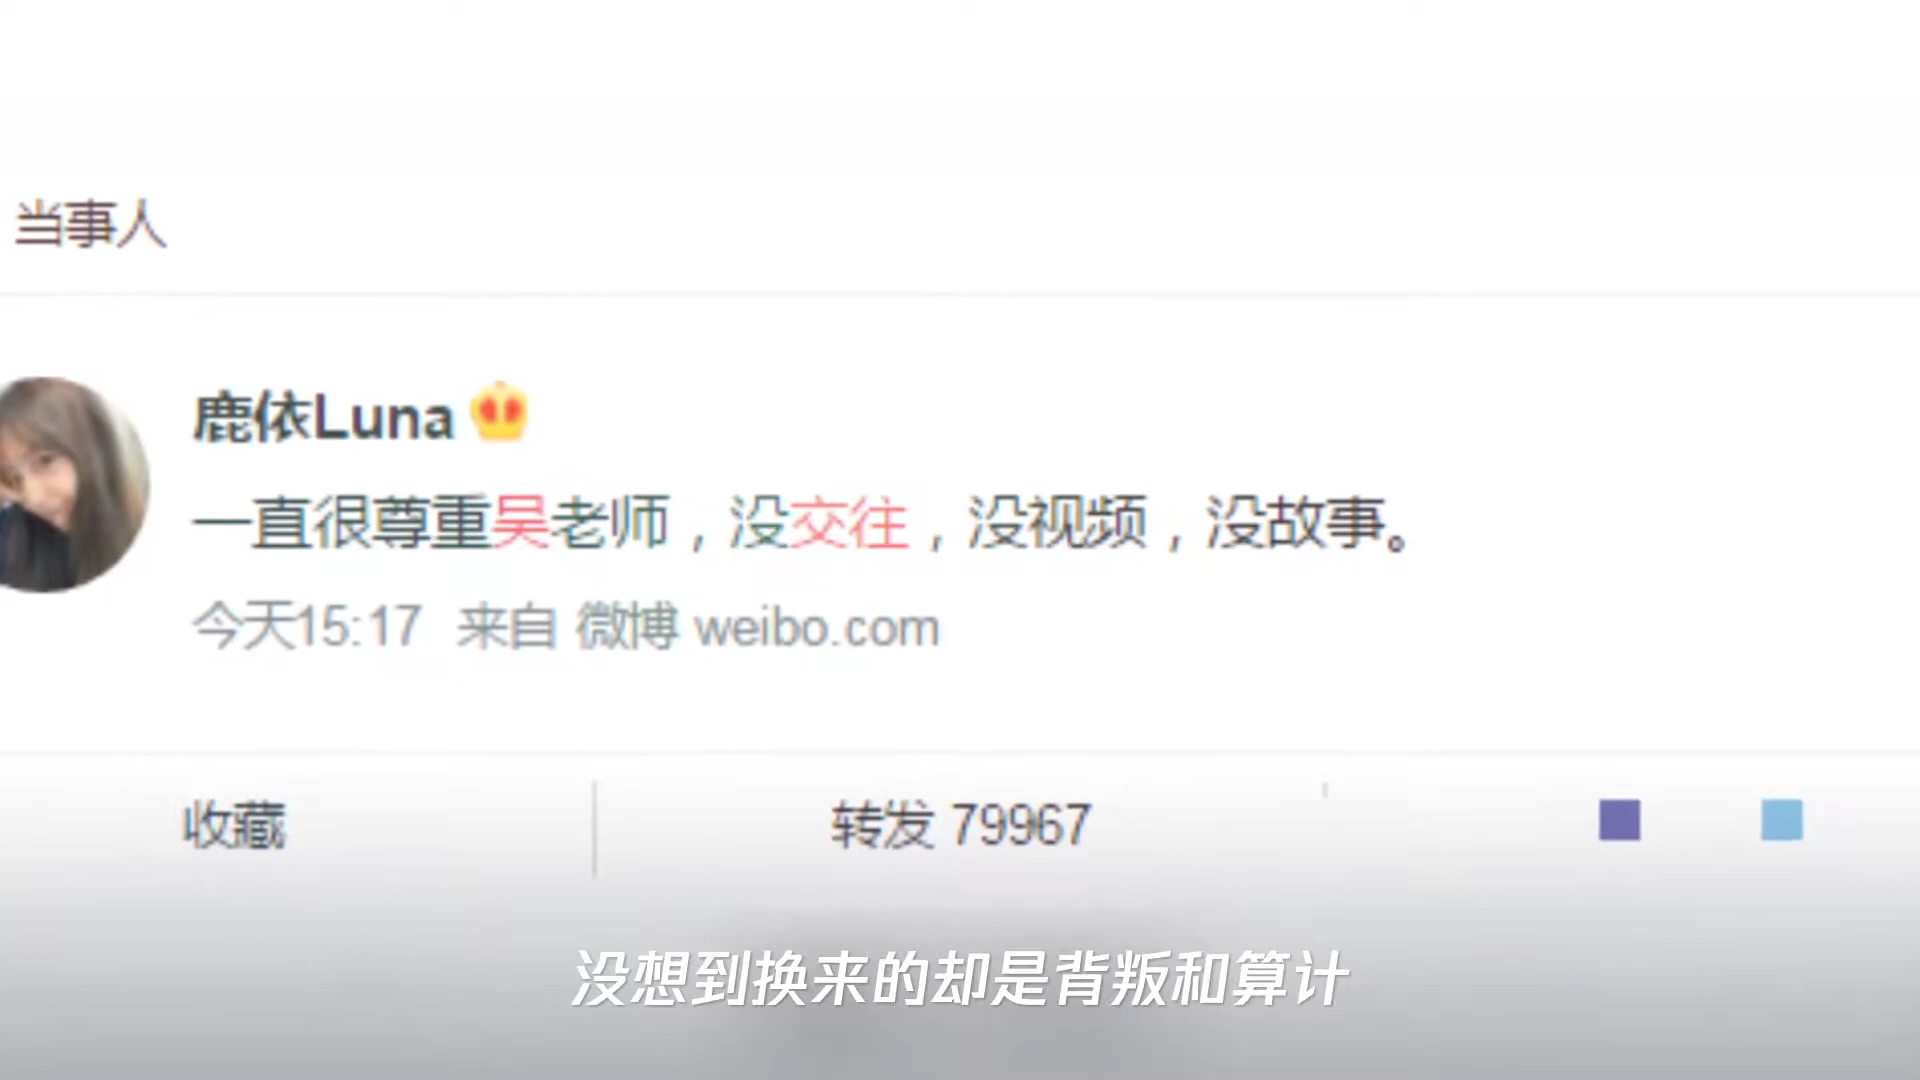 当事人
鹿依Luna
一直很尊重吴老师，没交往，没视频，没故事。
今天15:17 来自 微博 weibo.com
收藏 转发 79967
没想到换来的却是背叛和算计